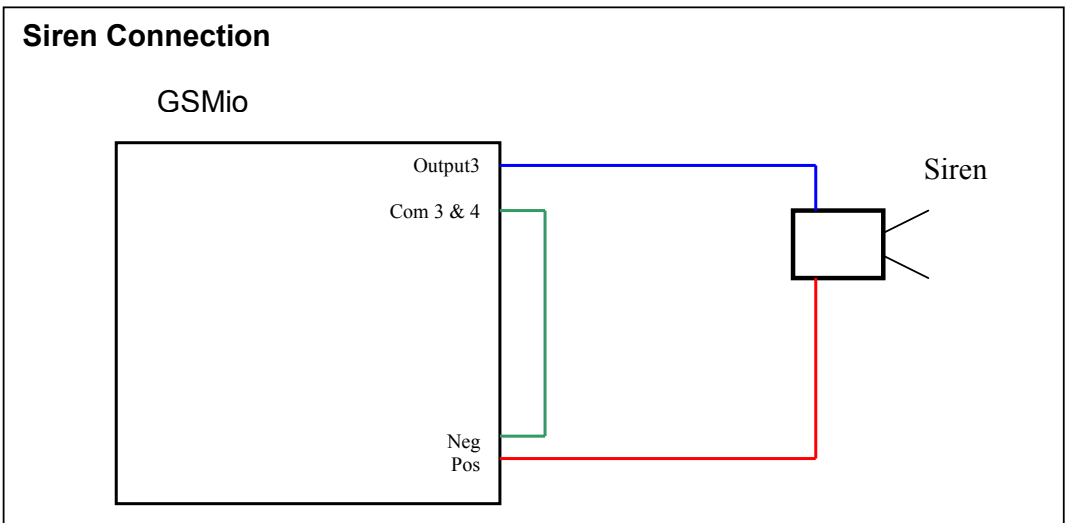 Siren Connection
GSMio
Output3
Siren
Com 3 & 4
Neg
Pos